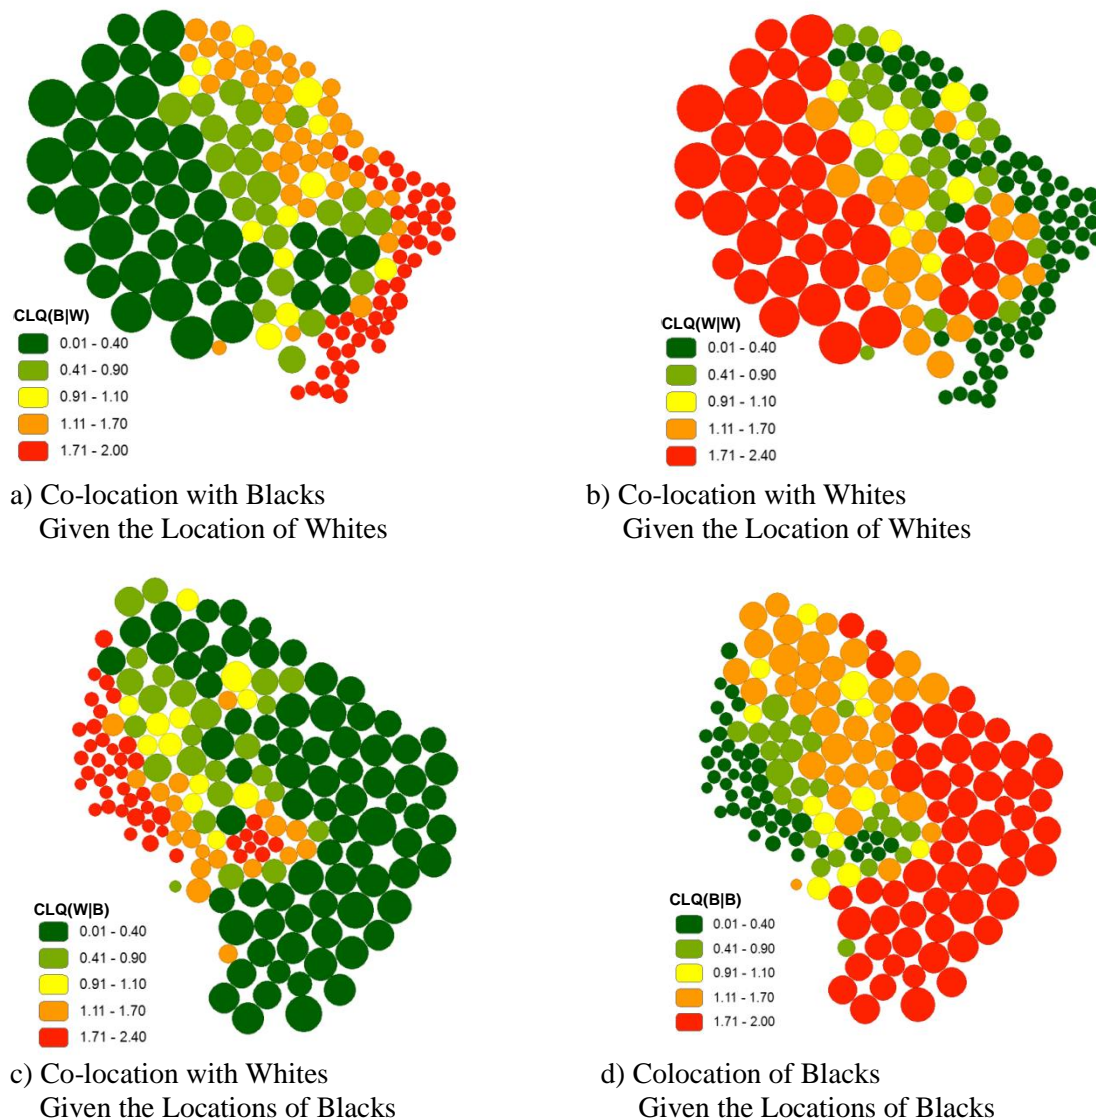 CLQ(B|W)
0.01 - 0.40
0.41 - 0.90
0.91 - 1.10
1.11 - 1.70
1.71 - 2.00
CLQ(W|W)
0.01 - 0.40
0.41 - 0.90
0.91 - 1.10
1.11 - 1.70
1.71 - 2.40
a) Co-location with Blacks
Given the Location of Whites
b) Co-location with Whites
Given the Location of Whites
CLQ(W|B)
0.01 - 0.40
0.41 - 0.90
0.91 - 1.10
1.11 - 1.70
1.71 - 2.40
CLQ(B|B)
0.01 - 0.40
0.41 - 0.90
0.91 - 1.10
1.11 - 1.70
1.71 - 2.00
c) Co-location with Whites
Given the Locations of Blacks
d) Colocation of Blacks
Given the Locations of Blacks